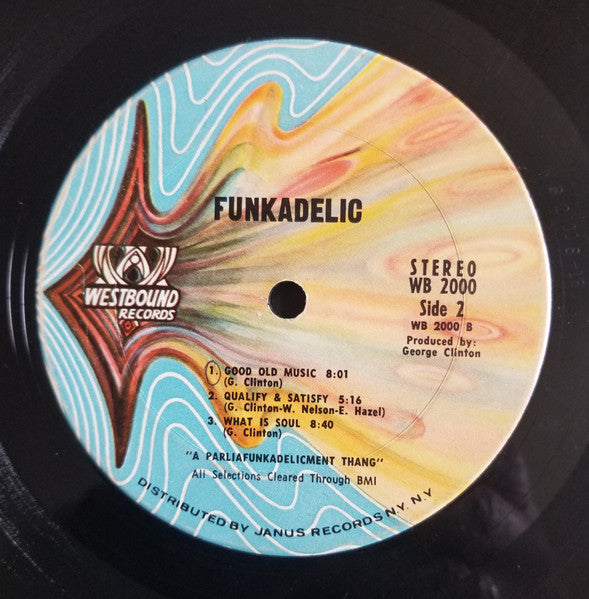 FUNKADELIC
WESTBOUND
RECORDS
STEREO
WB 2000
Side 2
WB 2000 B
Produced by:
George Clinton
1. GOOD OLD MUSIC 8:01
(G. Clinton)
2. QUALIFY & SATISFY 5:16
(G. Clinton-W. Nelson-E. Hazel)
3. WHAT IS SOUL 8:40
(G. Clinton)
"A PARLIAFUNKADELICMENT THANG"
All Selections Cleared Through BMI
DISTRIBUTED BY JANUS RECORDS N.Y. N.Y